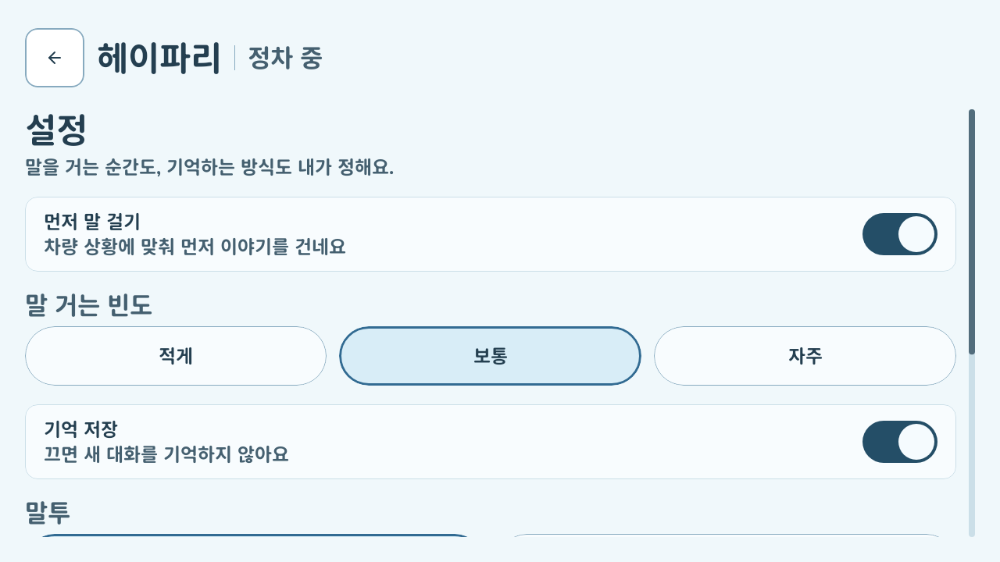 헤이파리
정차 중
설정
말을 거는 순간도, 기억하는 방식도 내가 정해요.
먼저 말 걸기
차량 상황에 맞춰 먼저 이야기를 건네요
말 거는 빈도
적게
보통
자주
기억 저장
끄면 새 대화를 기억하지 않아요
말투